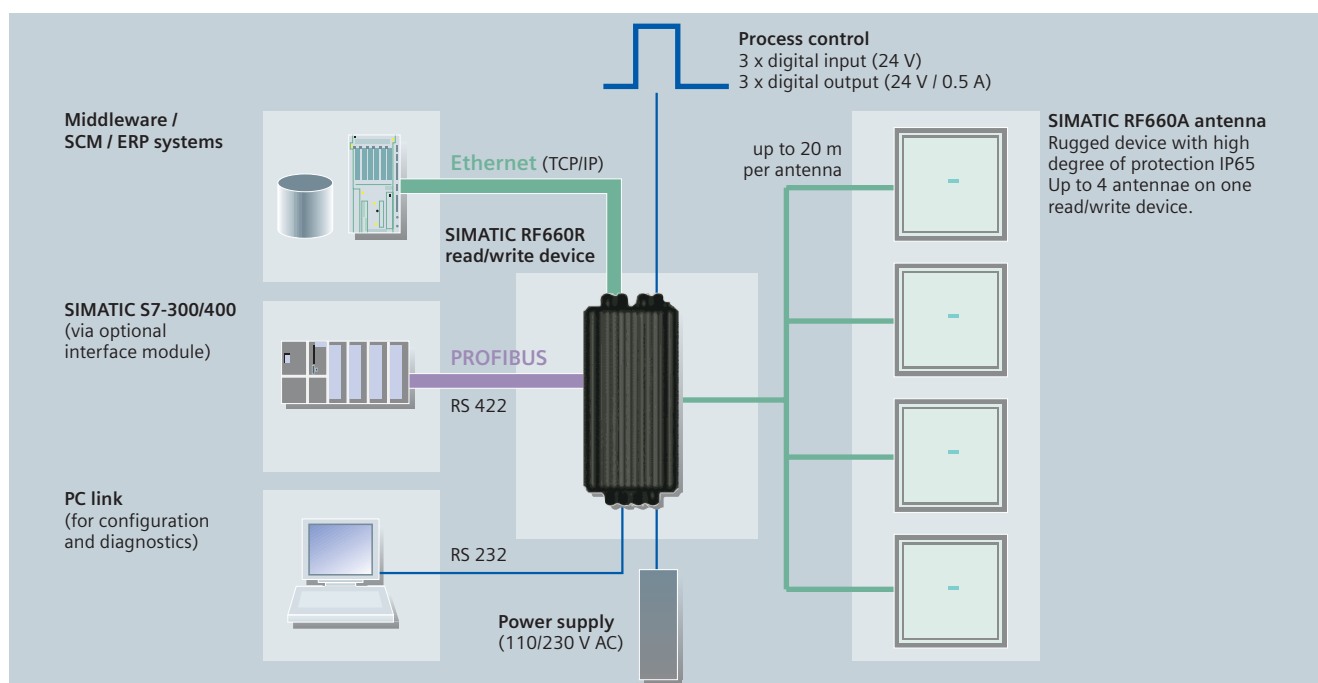 Process control
3 x digital input (24 V)
3 x digital output (24 V / 0.5 A)
Middleware /
SCM / ERP systems
Ethernet (TCP/IP)
SIMATIC RF660R
read/write device
up to 20 m
per antenna
SIMATIC RF660A antenna
Rugged device with high
degree of protection IP65
Up to 4 antennae on one
read/write device.
SIMATIC S7-300/400
(via optional
interface module)
PROFIBUS
RS 422
PC link
(for configuration
and diagnostics)
RS 232
Power supply
(110/230 V AC)